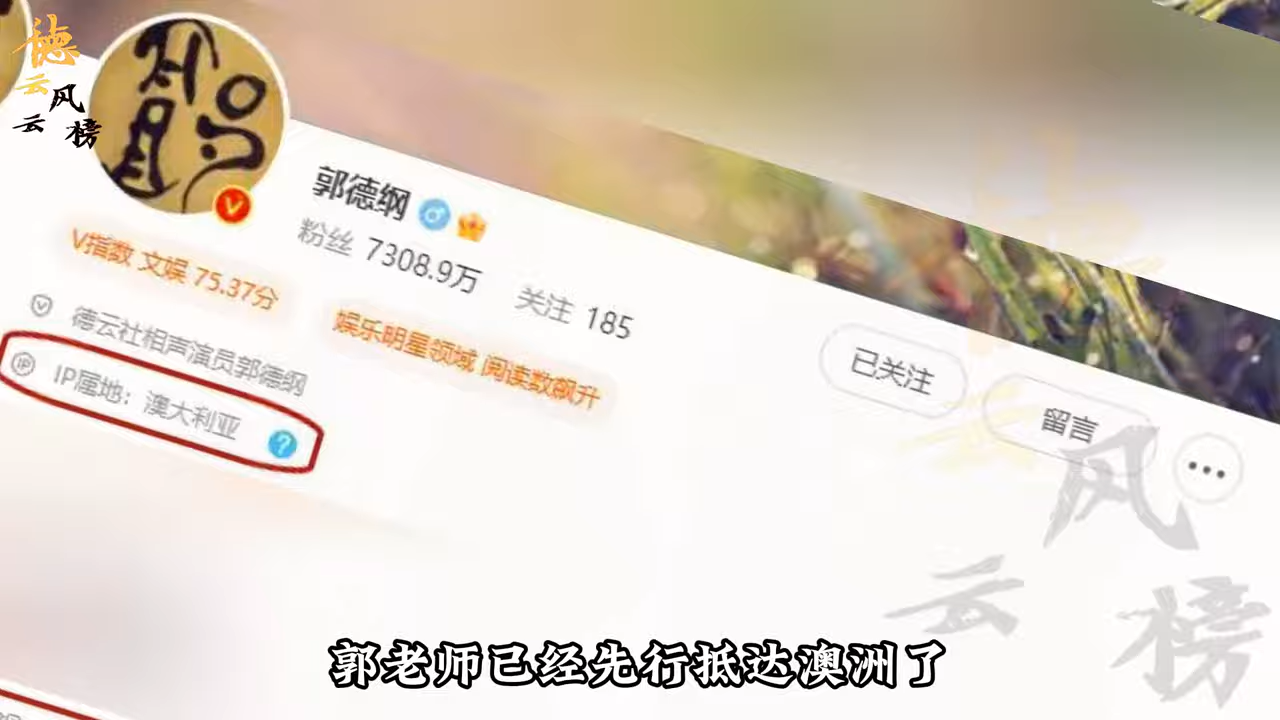 德
云
风
云
榜
郭德纲
粉丝 7308.9万
关注 185
V指数 文娱 75.37分
娱乐明星领域 阅读数飙升
德云社相声演员郭德纲
IP属地：澳大利亚
已关注
留言
风
云
榜
郭老师已经先行抵达澳洲了